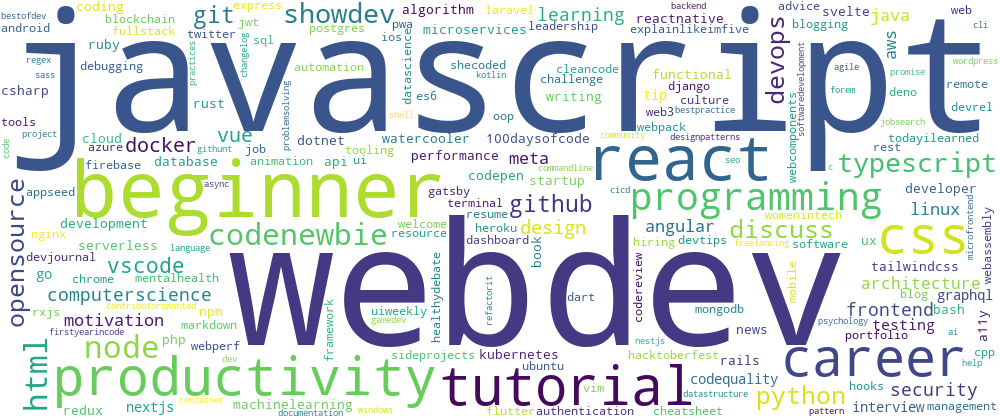 javascript
webdev
beginner
react
productivity
tutorial
career
programming
css
node
codenewbie
html
python
typescript
discuss
opensource
devops
git
showdev
learning
github
vue
docker
vscode
computerscience
motivation
design
angular
linux
frontend
testing
security
architecture
java
aws
a11y
coding
blockchain
express
jwt
algorithm
laravel
backend
advice
svelte
web
bestofdev
android
fullstack
twitter
changelog
sql
postgres
pwa
ios
microservices
leadership
reactnative
explainlikeimfive
blogging
cli
ruby
regex
sass
debugging
practices
automation
datascience
shecoded
kotlin
cleancode
challenge
functional
django
tip
culture
softwaredevelopment
agile
promise
wordpress
csharp
rust
problemsolving
es6
writing
web3
bestpractice
forem
deno
remote
devrel
jobsearch
tools
project
code
cloud
azure
githunt
job
dotnet
shell
tooling
watercooler
oop
100daysofcode
community
webpack
designpatterns
webcomponents
todayilearned
rest
firebase
database
animation
api
ui
performance
meta
commandline
codepen
startup
seo
c
appseed
async
gatsby
terminal
cicd
developer
nginx
development
welcome
resource
resume
heroku
dashboard
book
womenintech
hiring
devtips
freelancing
software
ux
microfrontend
webassembly
devjournal
serverless
language
go
chrome
mentalhealth
healthydebate
refactorit
codereview
mobile
tailwindcss
blog
graphql
rxjs
contributorswanted
npm
uiweekly
dart
mongodb
news
psychology
portfolio
bash
firstyearincode
markdown
php
gamedev
framework
webperf
dev
sideprojects
kubernetes
ubuntu
nestjs
hacktoberfest
rails
ai
cpp
help
redux
nextjs
container
machinelearning
documentation
windows
flutter
authentication
vim
cheatsheet
datastructure
codequality
pattern
hooks
interview
management